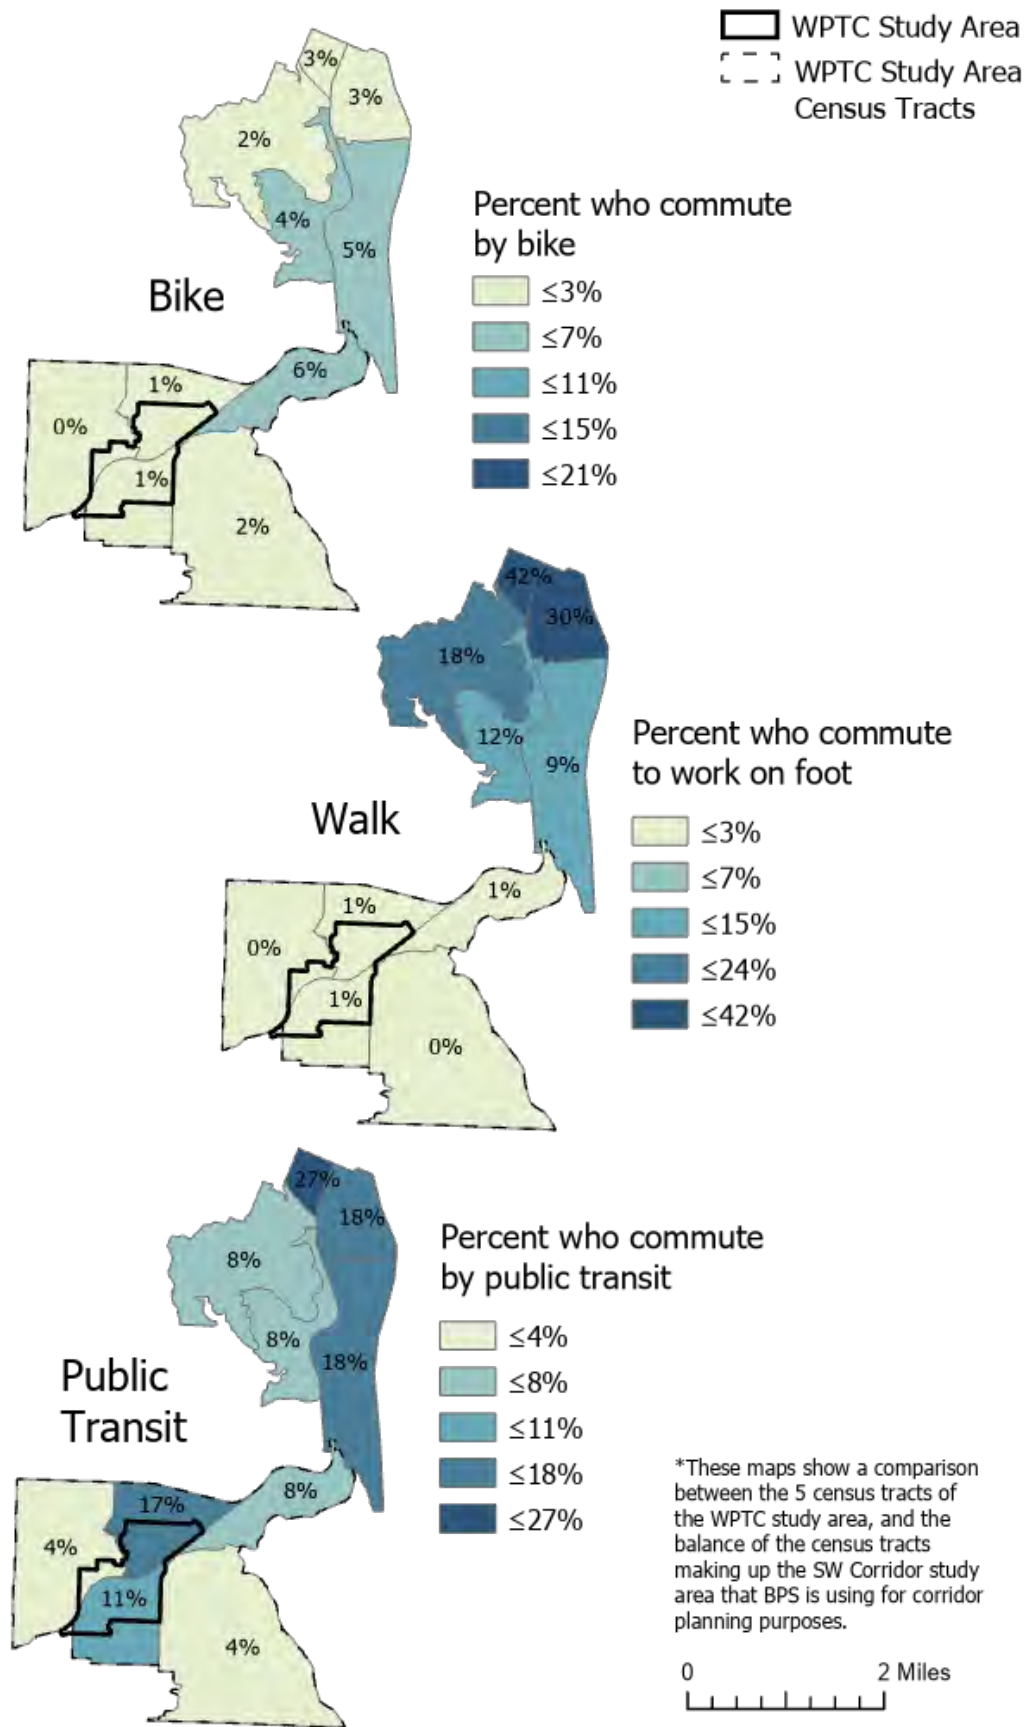 WPTC Study Area
WPTC Study Area
Census Tracts
3%
3%
2%
4%
5%
Percent who commute
by bike
≤3%
≤7%
≤11%
≤15%
≤21%
Bike
6%
1%
0%
1%
2%
42%
30%
18%
12%
9%
Percent who commute
to work on foot
≤3%
≤7%
≤15%
≤24%
≤42%
Walk
1%
1%
0%
1%
0%
27%
18%
8%
8%
18%
Percent who commute
by public transit
≤4%
≤8%
≤11%
≤18%
≤27%
Public
Transit
8%
17%
4%
11%
4%
*These maps show a comparison
between the 5 census tracts of
the WPTC study area, and the
balance of the census tracts
making up the SW Corridor study
area that BPS is using for corridor
planning purposes.
0 2 Miles